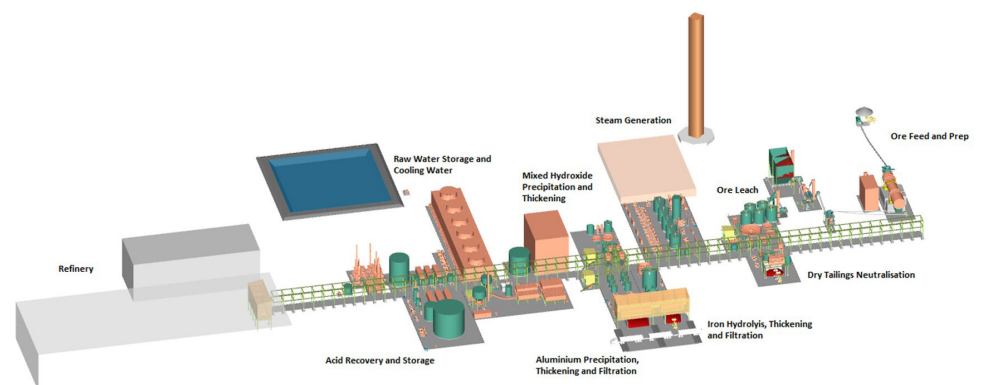 Steam Generation
Ore Feed and Prep
Raw Water Storage and
Cooling Water
Mixed Hydroxide
Precipitation and
Thickening
Ore Leach
Refinery
Dry Tailings Neutralisation
Iron Hydrolyis, Thickening
and Filtration
Acid Recovery and Storage
Aluminium Precipitation,
Thickening and Filtration